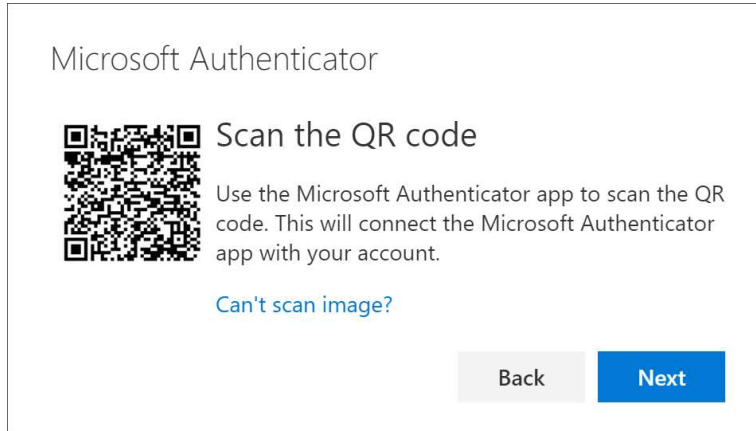 Microsoft Authenticator
Scan the QR code
Use the Microsoft Authenticator app to scan the QR
code. This will connect the Microsoft Authenticator
app with your account.
Can't scan image?
Back
Next